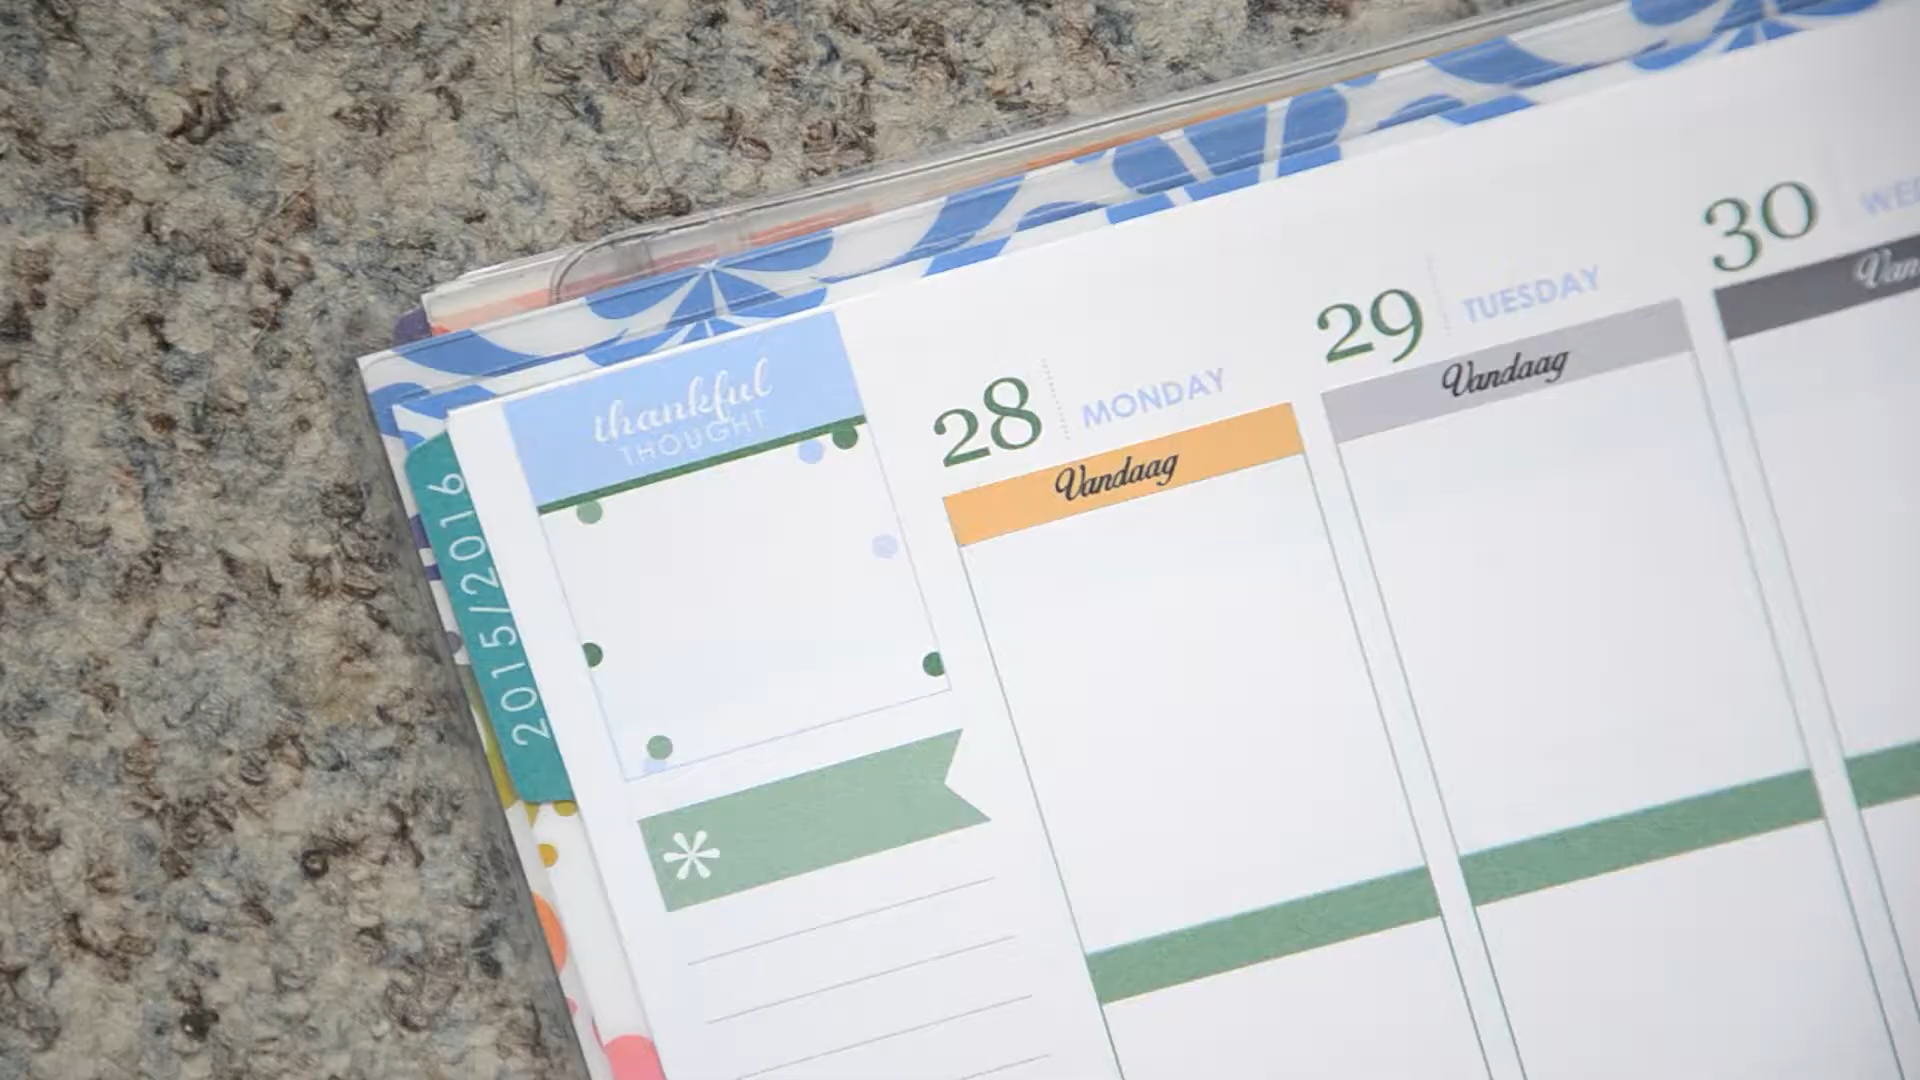 thankful
THOUGHT
2015/2016
28 MONDAY
Vandaag
29 TUESDAY
Vandaag
30